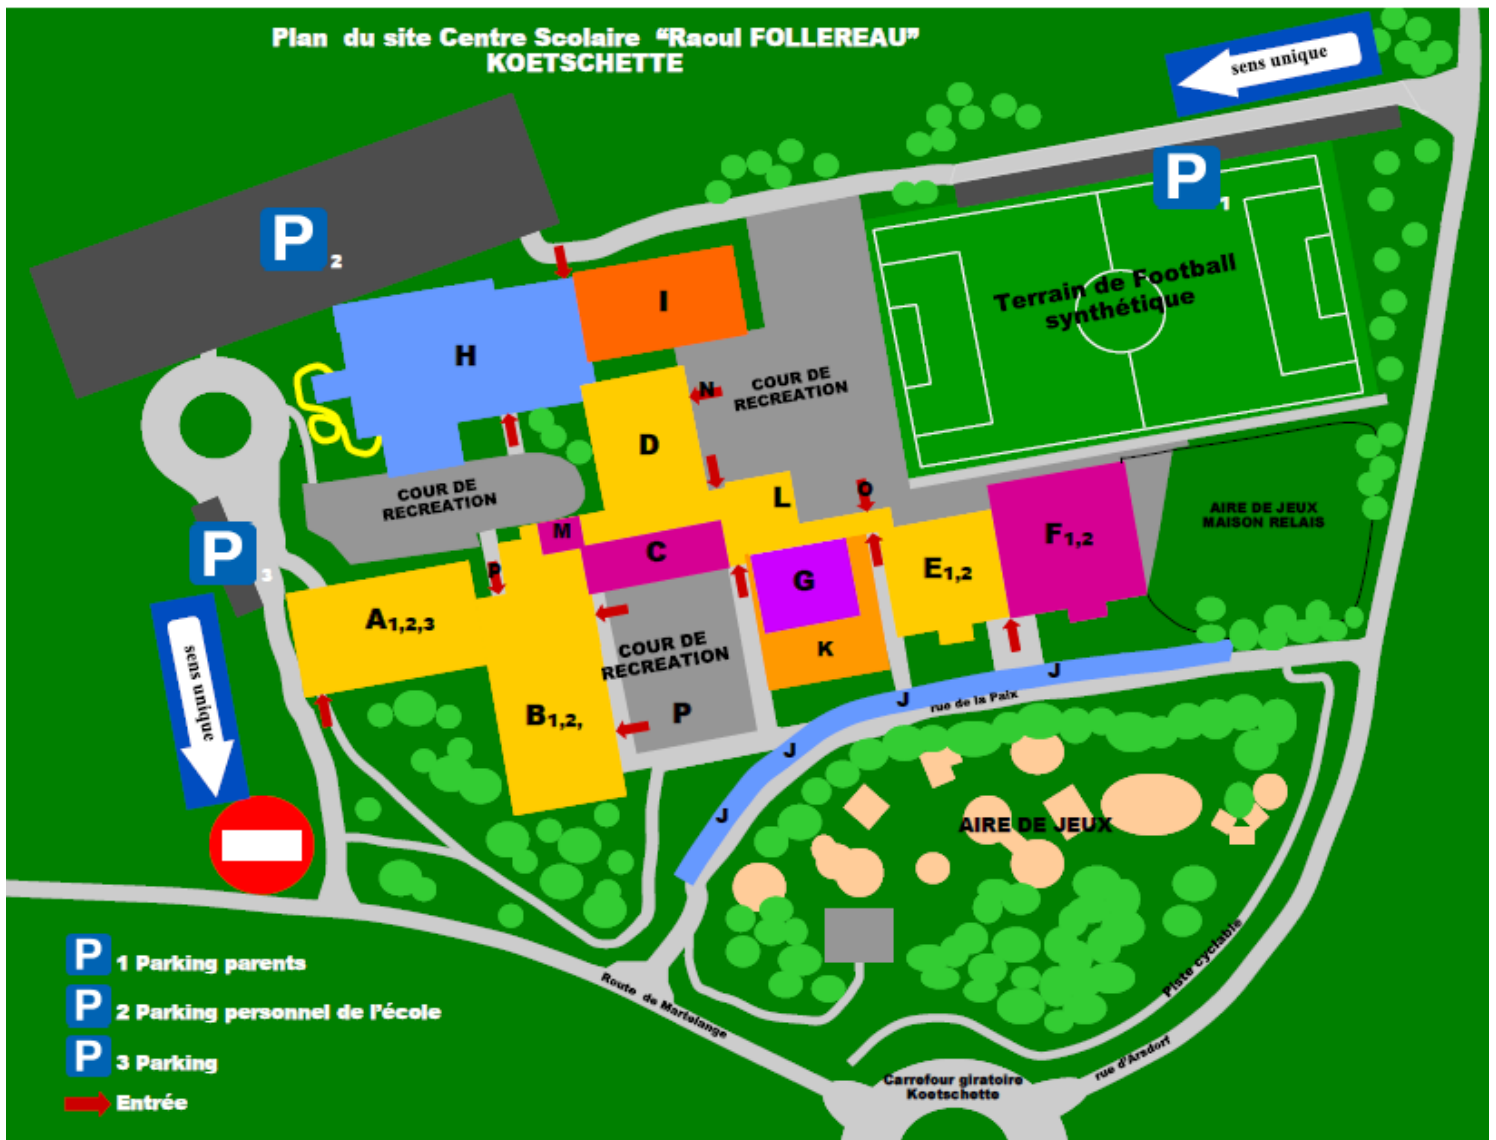 Plan du site Centre Scolaire “Raoul FOLLEREAU”
KOETSCHETTE
sens unique
P
1
P
2
Terrain de Football
synthétique
I
H
N
COUR DE
RECREATION
D
L
O
COUR DE
RECREATION
M
C
F1,2
AIRE DE JEUX
MAISON RELAIS
P
3
P
G
E1,2
A1,2,3
COUR DE
RECREATION
K
sens unique
B1,2,
P
J
J
rue de la Paix
J
J
AIRE DE JEUX
Piste cyclable
Route de Martelange
rue d'Arsdorf
Carrefour giratoire
Koetschette
P 1 Parking parents
P 2 Parking personnel de l'école
P 3 Parking
Entrée